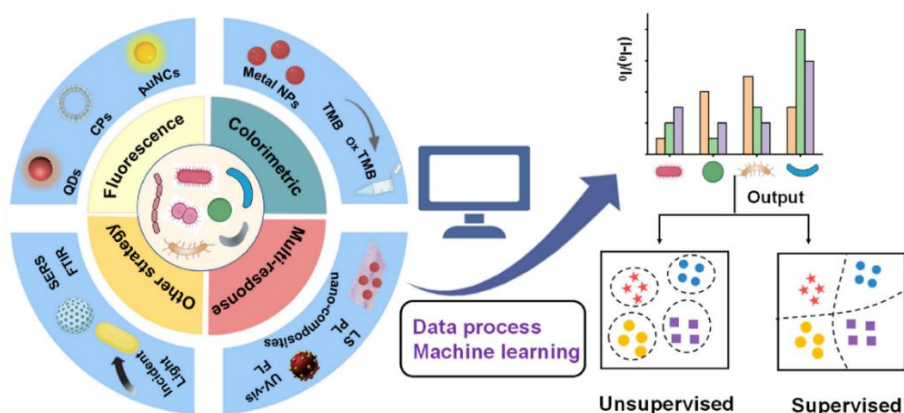 AuNCs
CPs
QDs
Fluorescence
Metal NPs
TMB
Ox TMB
Colorimetric
Other strategy
SERS
FTIR
Incident
Light
Multi-response
nano-composites
LS
PL
UV-vis
FL
Data process
Machine learning
(I-I₀)/I₀
Output
Unsupervised
Supervised